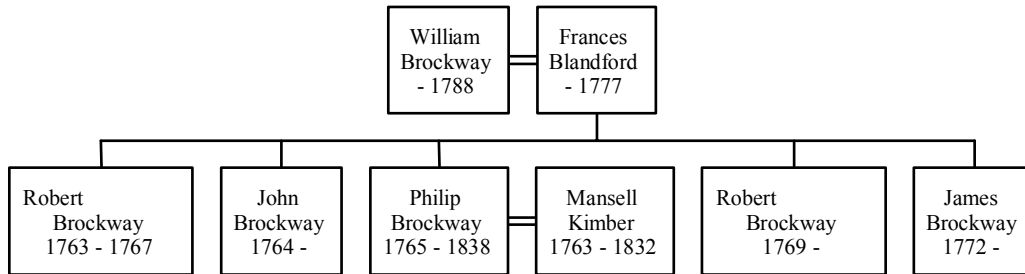 William
Brockway
- 1788
Frances
Blandford
- 1777
Robert
Brockway
1763 - 1767
John
Brockway
1764 -
Philip
Brockway
1765 - 1838
Mansell
Kimber
1763 - 1832
Robert
Brockway
1769 -
James
Brockway
1772 -